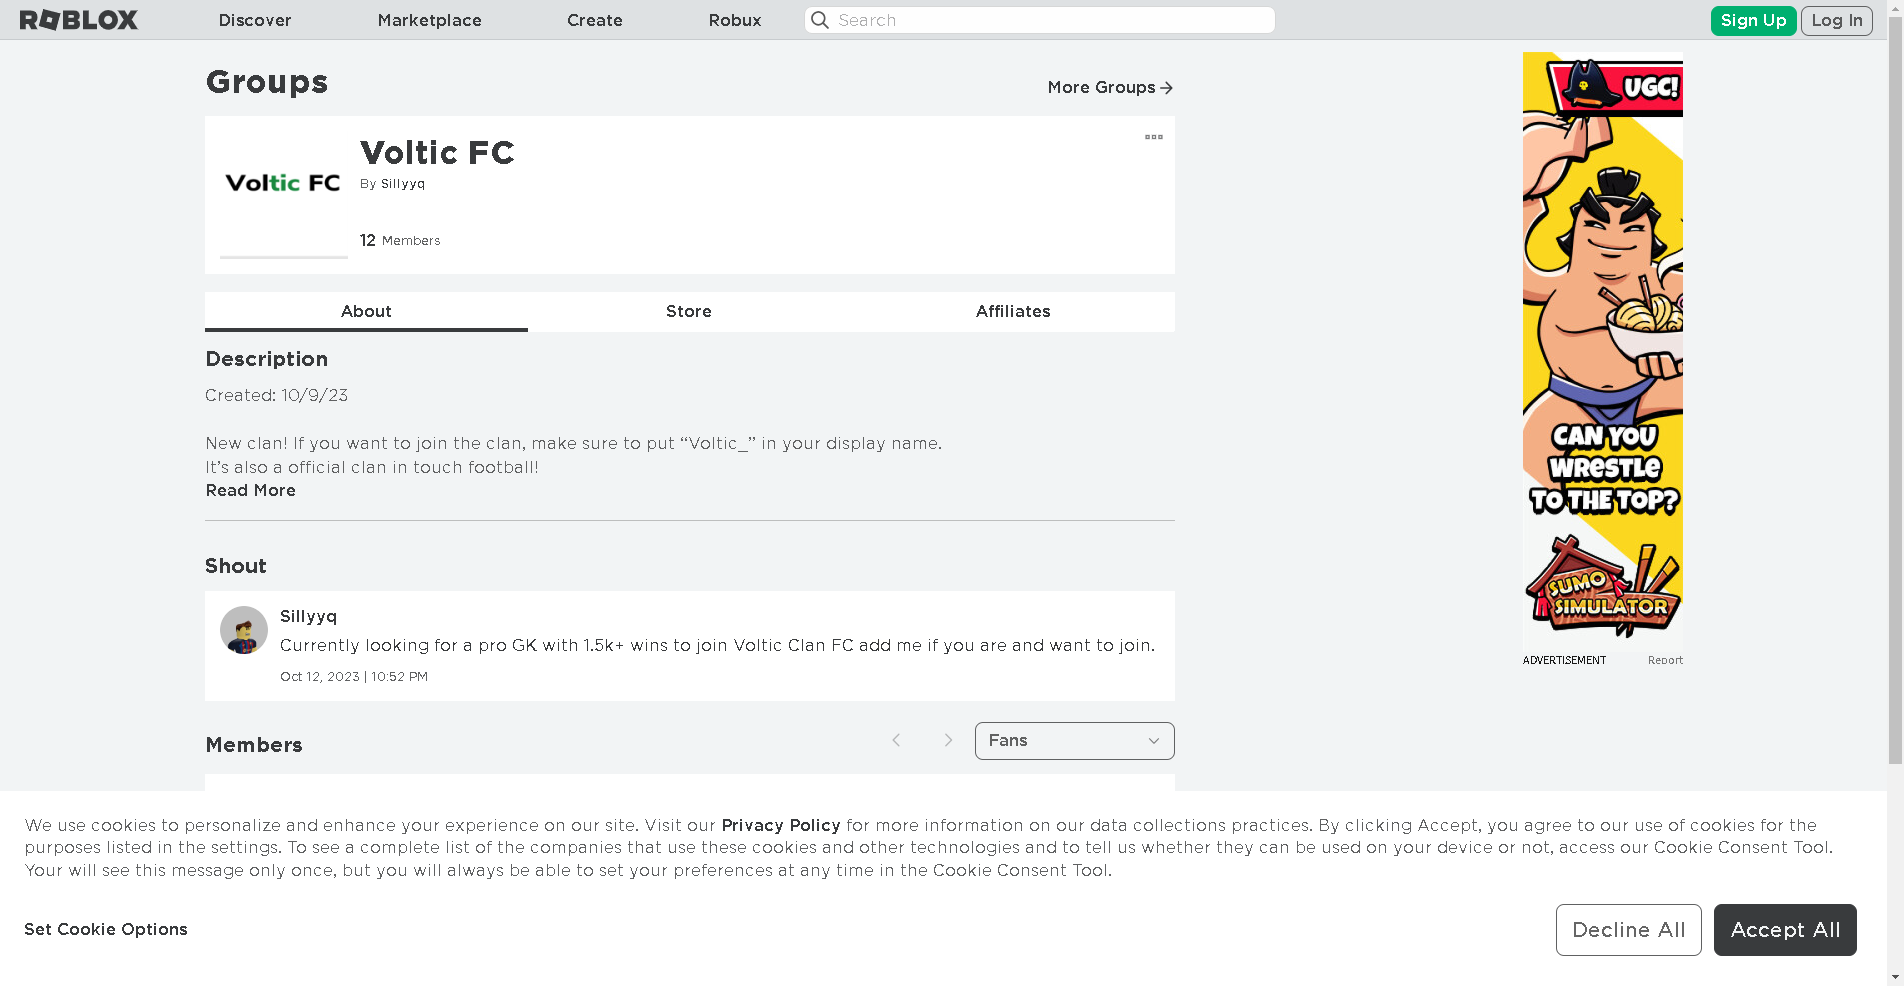 ROBLOX Discover Marketplace Create Robux Search Sign Up Log In
Groups
More Groups
Voltic FC
Voltic FC
By Sillyyq
12 Members
About Store Affiliates
Description
Created: 10/9/23
New clan! If you want to join the clan, make sure to put “Voltic_” in your display name.
It’s also a official clan in touch football!
Read More
Shout
Sillyyq
Currently looking for a pro GK with 1.5k+ wins to join Voltic Clan FC add me if you are and want to join.
Oct 12, 2023 | 10:52 PM
Members
Fans
UGC!
CAN YOU
WRESTLE
TO THE TOP?
SUMO
SIMULATOR
ADVERTISEMENT Report
We use cookies to personalize and enhance your experience on our site. Visit our Privacy Policy for more information on our data collections practices. By clicking Accept, you agree to our use of cookies for the
purposes listed in the settings. To see a complete list of the companies that use these cookies and other technologies and to tell us whether they can be used on your device or not, access our Cookie Consent Tool.
Your will see this message only once, but you will always be able to set your preferences at any time in the Cookie Consent Tool.
Set Cookie Options
Decline All
Accept All